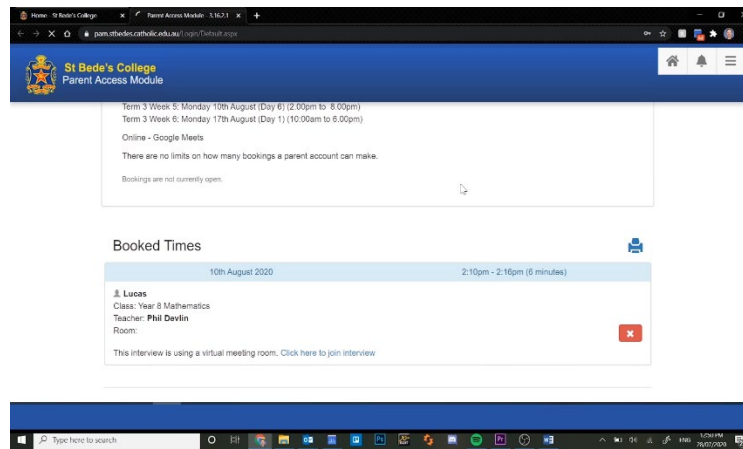 Home - St Bede's College
Parent Access Module - 3.16.2.1
pam.stbedes.catholic.edu.au/Login/Default.aspx
St Bede's College
Parent Access Module
Term 3 Week 5: Monday 10th August (Day 6) (2.00pm to 8.00pm)
Term 3 Week 6: Monday 17th August (Day 1) (10:00am to 6.00pm)
Online - Google Meets
There are no limits on how many bookings a parent account can make.
Bookings are not currently open.
Booked Times
10th August 2020 2:10pm - 2:16pm (6 minutes)
Lucas
Class: Year 8 Mathematics
Teacher: Phil Devlin
Room:
This interview is using a virtual meeting room. Click here to join interview
Type here to search
ENG
28/07/2020